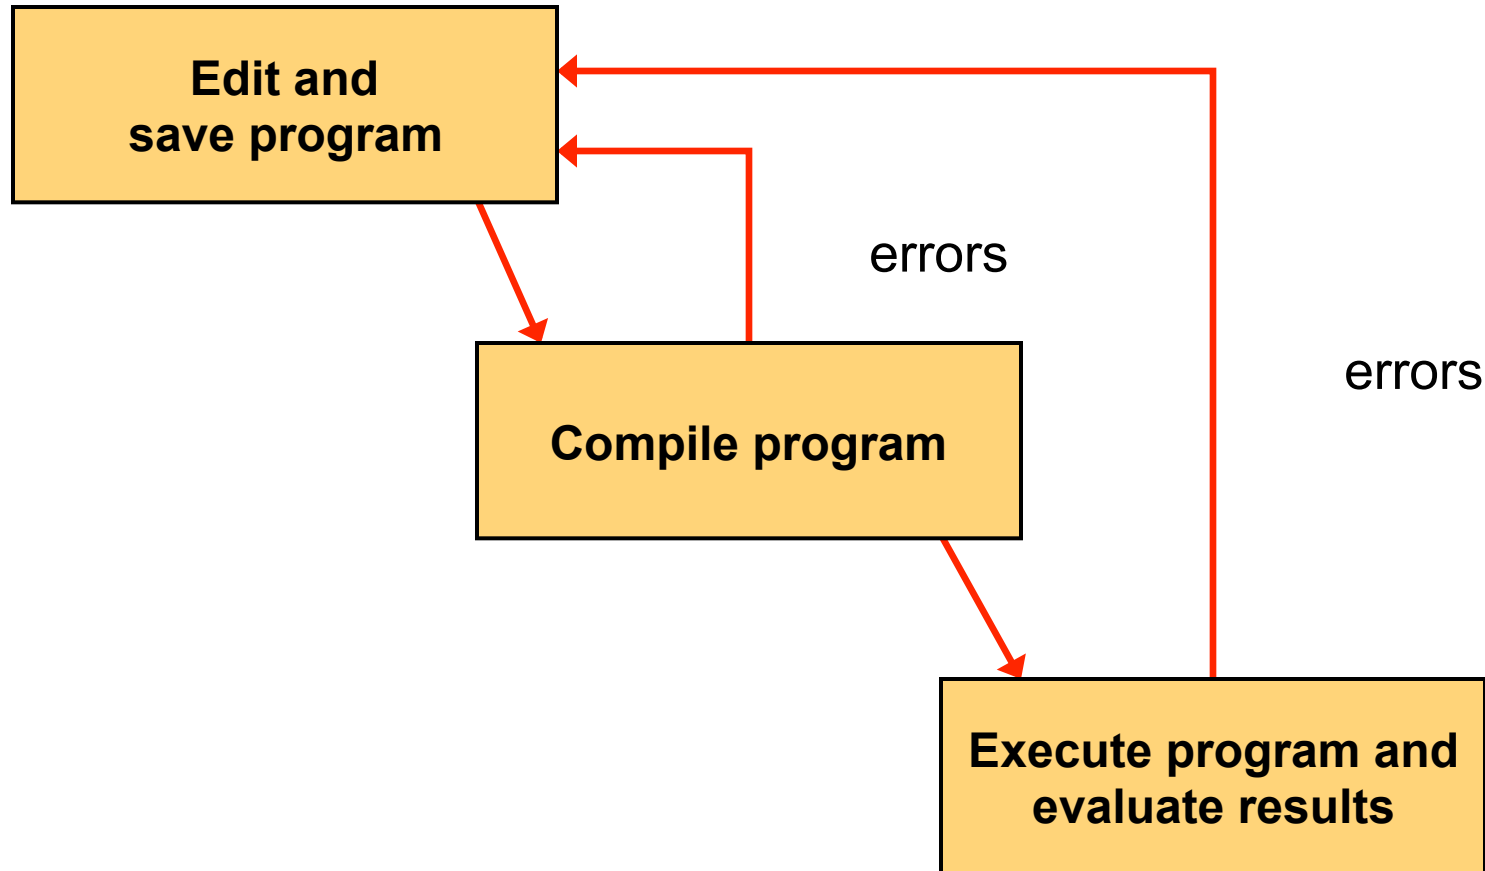 Edit and
save program
errors
errors
Compile program
Execute program and
evaluate results